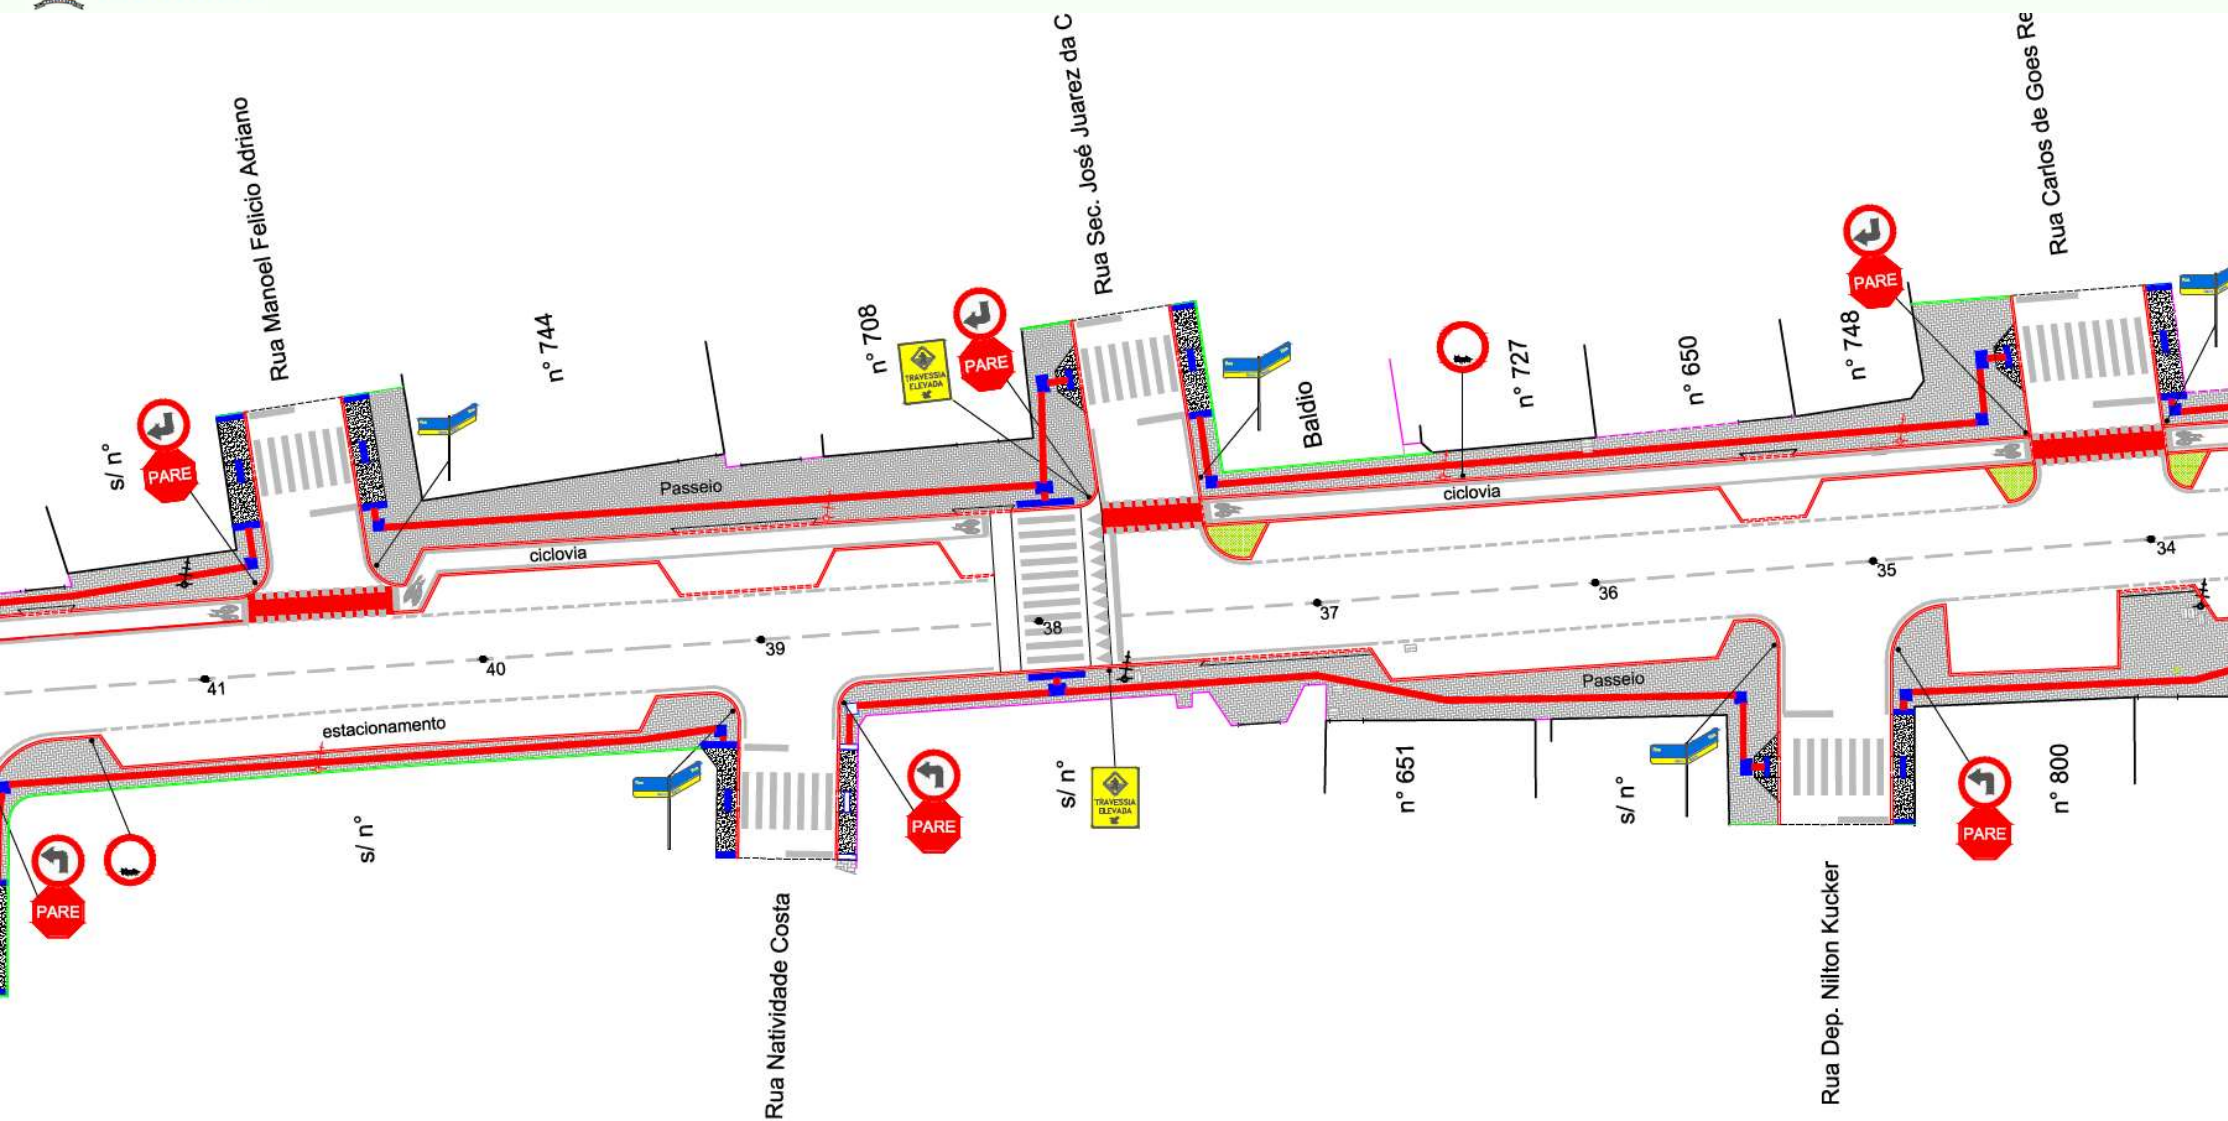 Rua Manoel Felicio Adriano
Rua Sec. José Juarez da C
Rua Carlos de Goes Re
s/ n°
PARE
n° 744
n° 708
TRAVESSIA
ELEVADA
PARE
Baldio
n° 727
n° 650
n° 748
PARE
Passeio
ciclovia
ciclovia
41
40
39
38
37
36
35
34
estacionamento
Passeio
s/ n°
PARE
PARE
s/ n°
TRAVESSIA
ELEVADA
n° 651
s/ n°
PARE
n° 800
Rua Natividade Costa
Rua Dep. Nilton Kucker